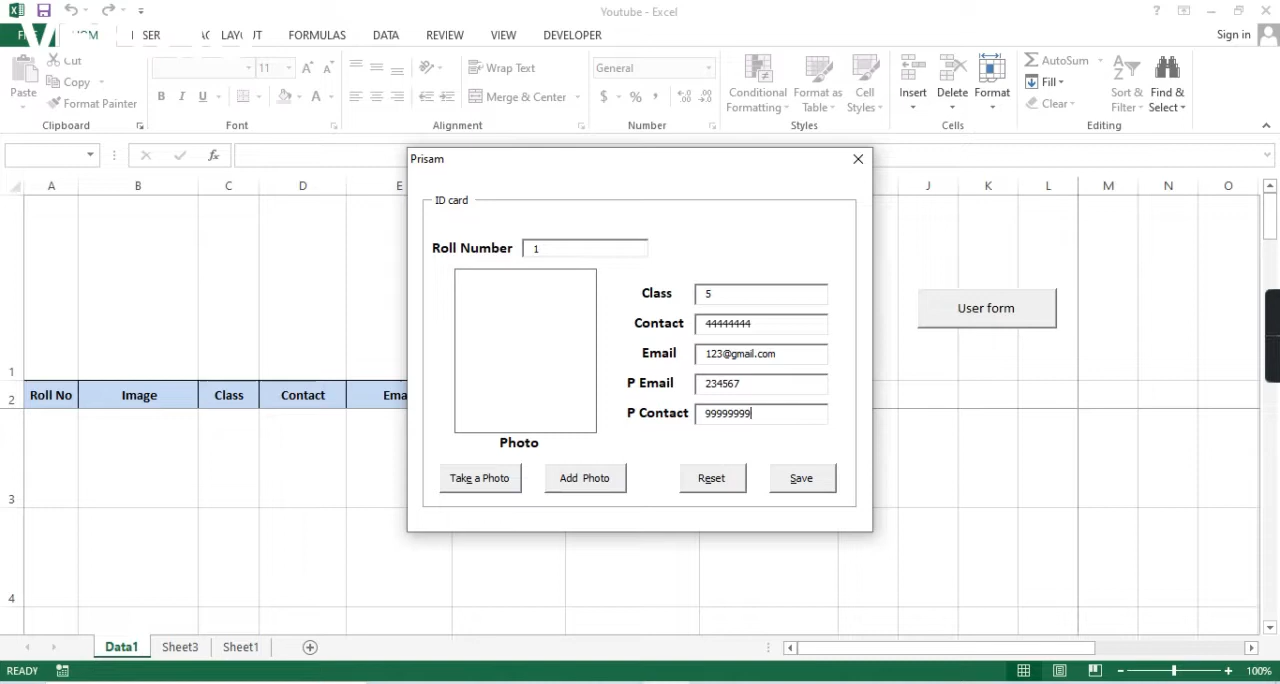 Youtube - Excel
FORMULAS DATA REVIEW VIEW DEVELOPER Sign in
Cut
Copy
Format Painter
Paste
Clipboard
11 A A
B I U A
Font
Wrap Text
Merge & Center
Alignment
General
$ % ,
Number
Conditional Formatting
Format as Table
Cell Styles
Styles
Insert Delete Format
Cells
AutoSum
Fill
Clear
Sort & Filter
Find & Select
Editing
fx
A B C D E J K L M N O
Prisam
ID card
Roll Number 1
Class 5
Contact 44444444
Email 123@gmail.com
P Email 234567
P Contact 99999999
Photo
Take a Photo Add Photo Reset Save
User form
1
2 Roll No Image Class Contact Ema
3
4
Data1 Sheet3 Sheet1
READY 100%